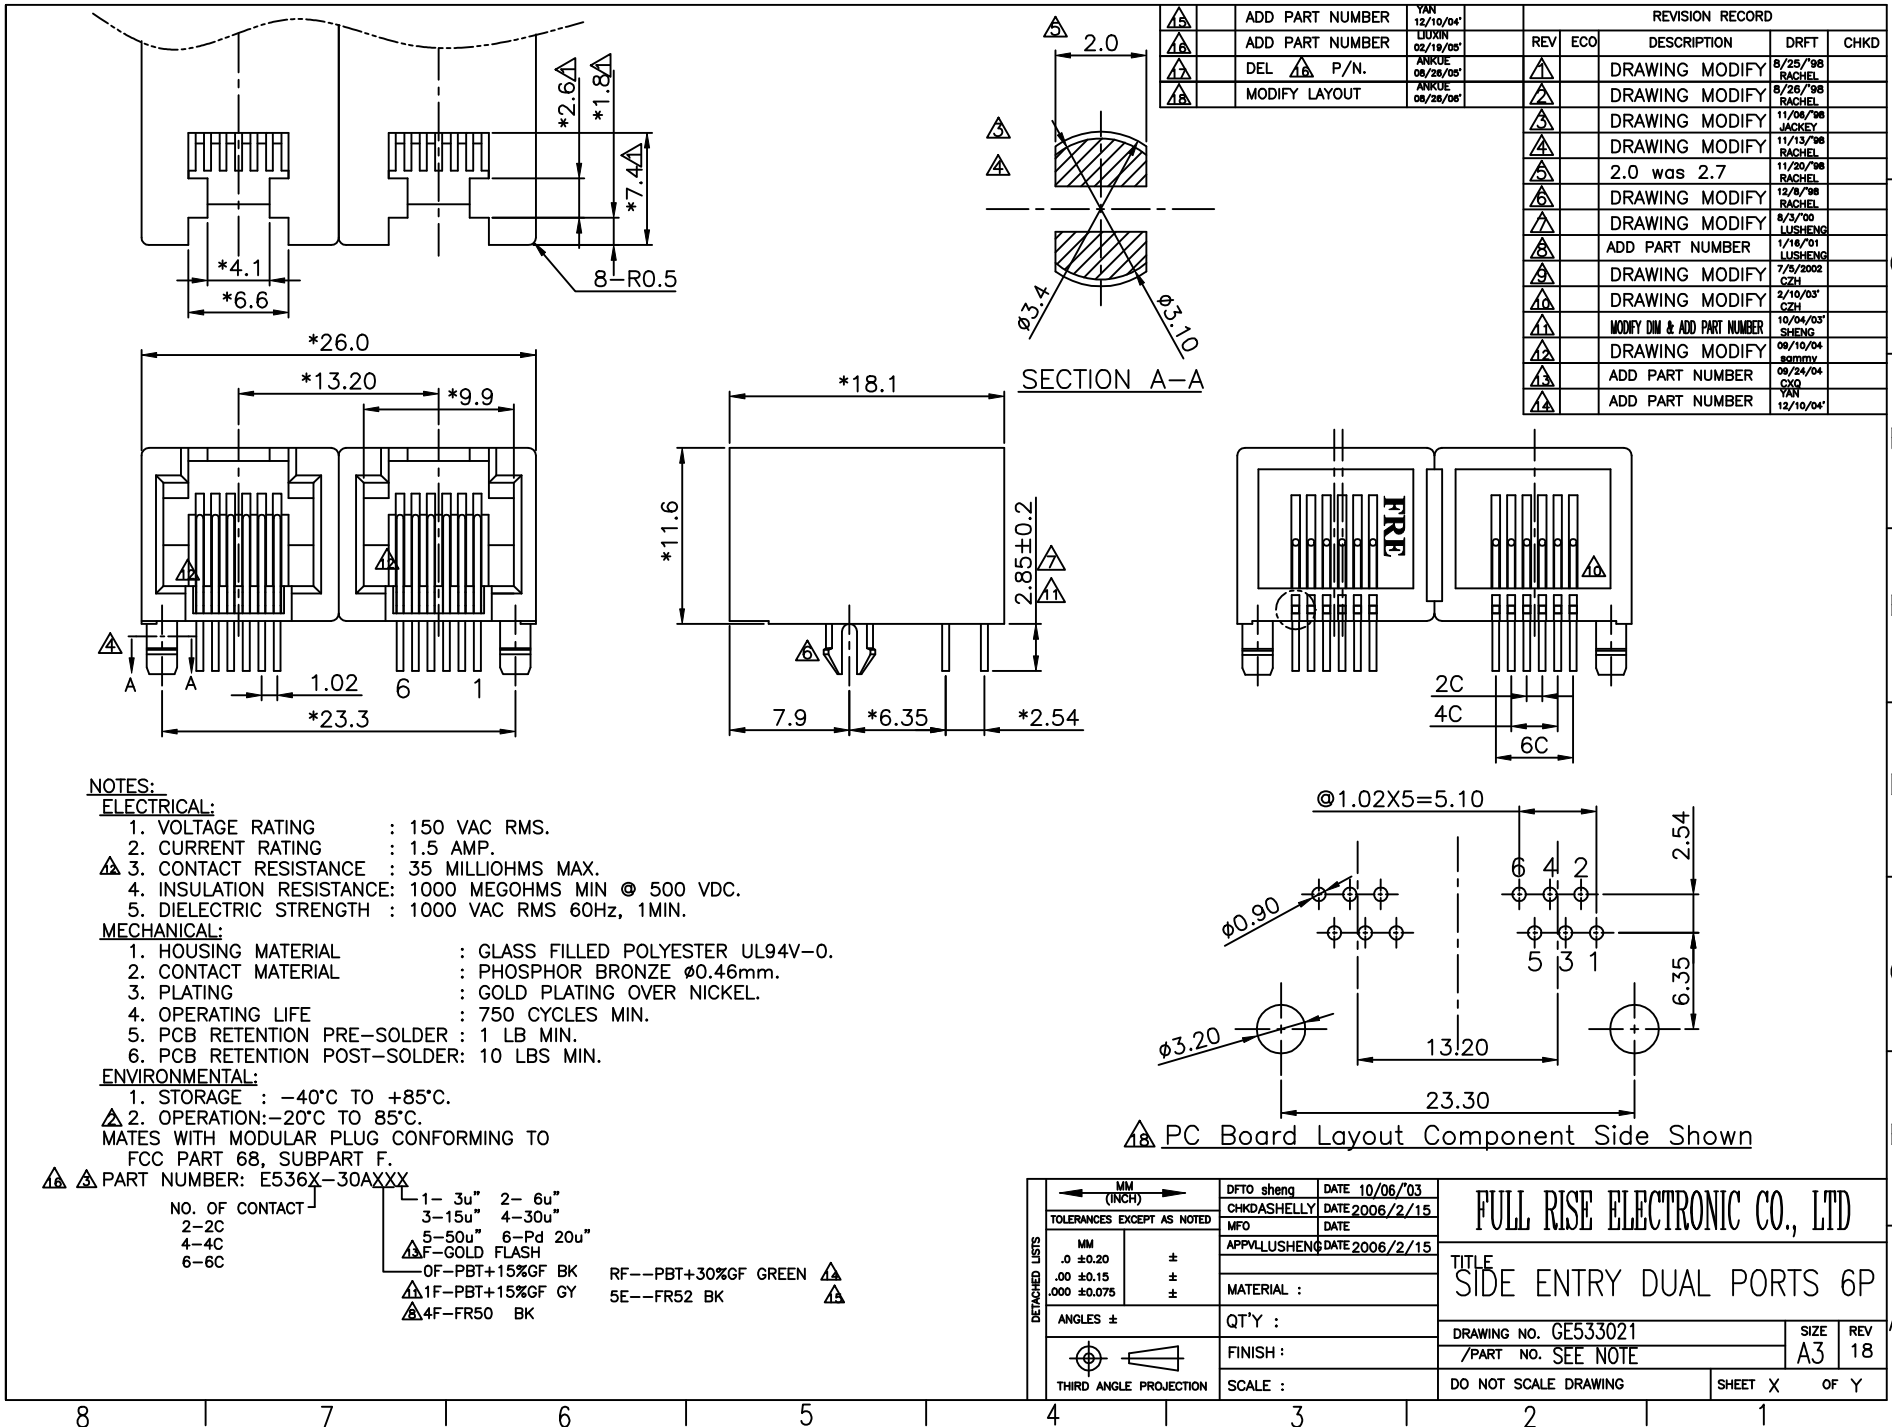 15 ADD PART NUMBER YAN 12/10/04'
16 ADD PART NUMBER LIUXIN 02/19/05'
17 DEL 16 P/N. ANKUE 08/26/05'
18 MODIFY LAYOUT ANKUE 08/26/06'
REVISION RECORD
REV ECO DESCRIPTION DRFT CHKD
1 DRAWING MODIFY 8/25/'98 RACHEL
2 DRAWING MODIFY 8/26/'98 RACHEL
3 DRAWING MODIFY 11/06/'98 JACKEY
4 DRAWING MODIFY 11/13/'98 RACHEL
5 2.0 was 2.7 11/20/'98 RACHEL
6 DRAWING MODIFY 12/8/'98 RACHEL
7 DRAWING MODIFY 8/3/'00 LUSHENG
8 ADD PART NUMBER 1/16/'01 LUSHENG
9 DRAWING MODIFY 7/5/2002 CZH
10 DRAWING MODIFY 2/10/03' CZH
11 MODIFY DIM & ADD PART NUMBER 10/04/03' SHENG
12 DRAWING MODIFY 09/10/04 sammy
13 ADD PART NUMBER 09/24/04 CXQ
14 ADD PART NUMBER YAN 12/10/04'
*2.6 1
*1.8 1
*7.4 1
*4.1
*6.6
8-R0.5
5
2.0
3
4
ø3.4
ø3.10
SECTION A-A
*26.0
*13.20
*9.9
12
12
4
A A
1.02
6 1
*23.3
*18.1
*11.6
2.85±0.2
7
11
6
7.9
*6.35
*2.54
FRE
10
2C
4C
6C
NOTES:
ELECTRICAL:
1. VOLTAGE RATING : 150 VAC RMS.
2. CURRENT RATING : 1.5 AMP.
12 3. CONTACT RESISTANCE : 35 MILLIOHMS MAX.
4. INSULATION RESISTANCE: 1000 MEGOHMS MIN @ 500 VDC.
5. DIELECTRIC STRENGTH : 1000 VAC RMS 60Hz, 1MIN.
MECHANICAL:
1. HOUSING MATERIAL : GLASS FILLED POLYESTER UL94V-0.
2. CONTACT MATERIAL : PHOSPHOR BRONZE ø0.46mm.
3. PLATING : GOLD PLATING OVER NICKEL.
4. OPERATING LIFE : 750 CYCLES MIN.
5. PCB RETENTION PRE-SOLDER : 1 LB MIN.
6. PCB RETENTION POST-SOLDER: 10 LBS MIN.
ENVIRONMENTAL:
1. STORAGE : -40°C TO +85°C.
2 2. OPERATION:-20°C TO 85°C.
MATES WITH MODULAR PLUG CONFORMING TO
FCC PART 68, SUBPART F.
16 3 PART NUMBER: E536X-30AXXX
NO. OF CONTACT
2-2C
4-4C
6-6C
1- 3u" 2- 6u"
3-15u" 4-30u"
5-50u" 6-Pd 20u"
13 F-GOLD FLASH
0F-PBT+15%GF BK
11 1F-PBT+15%GF GY
8 4F-FR50 BK
RF--PBT+30%GF GREEN 14
5E--FR52 BK 15
@1.02X5=5.10
2.54
6 4 2
ø0.90
5 3 1
6.35
ø3.20
13.20
23.30
18 PC Board Layout Component Side Shown
DETACHED LISTS
MM
(INCH)
TOLERANCES EXCEPT AS NOTED
MM
.0 ±0.20 ±
.00 ±0.15 ±
.000 ±0.075 ±
ANGLES ±
THIRD ANGLE PROJECTION
DFTO sheng DATE 10/06/'03
CHKDASHELLY DATE 2006/2/15
MFO DATE
APPVLLUSHENG DATE 2006/2/15
MATERIAL :
QT'Y :
FINISH :
SCALE :
FULL RISE ELECTRONIC CO., LTD
TITLE
SIDE ENTRY DUAL PORTS 6P
DRAWING NO. GE533021
/PART NO. SEE NOTE
SIZE A3
REV 18
DO NOT SCALE DRAWING
SHEET X OF Y
8 7 6 5 4 3 2 1